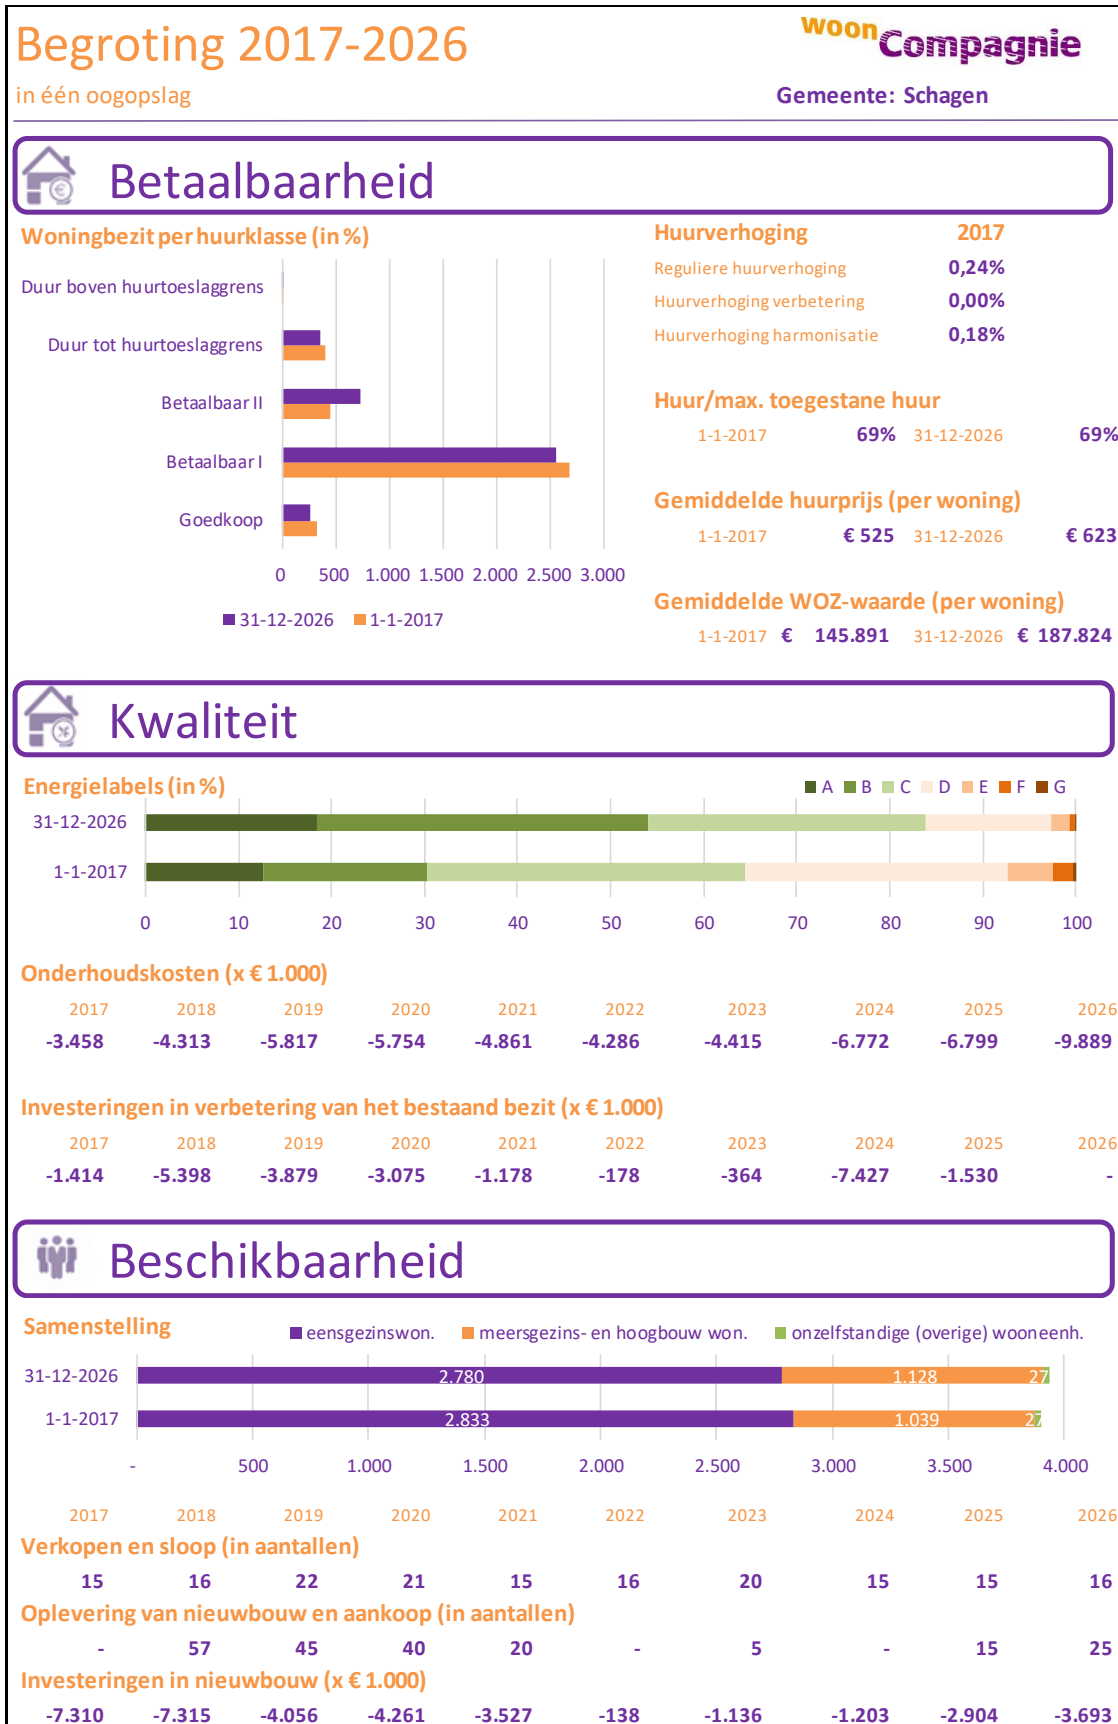 Begroting 2017-2026
woonCompagnie
in één oogopslag
Gemeente: Schagen
Betaalbaarheid
Woningbezit per huurklasse (in %)
Duur boven huurtoeslaggrens
Duur tot huurtoeslaggrens
Betaalbaar II
Betaalbaar I
Goedkoop
0 500 1.000 1.500 2.000 2.500 3.000
31-12-2026 1-1-2017
Huurverhoging 2017
Reguliere huurverhoging 0,24%
Huurverhoging verbetering 0,00%
Huurverhoging harmonisatie 0,18%
Huur/max. toegestane huur
1-1-2017 69% 31-12-2026 69%
Gemiddelde huurprijs (per woning)
1-1-2017 € 525 31-12-2026 € 623
Gemiddelde WOZ-waarde (per woning)
1-1-2017 € 145.891 31-12-2026 € 187.824
Kwaliteit
Energielabels (in %)
A B C D E F G
31-12-2026
1-1-2017
0 10 20 30 40 50 60 70 80 90 100
Onderhoudskosten (x € 1.000)
2017 2018 2019 2020 2021 2022 2023 2024 2025 2026
-3.458 -4.313 -5.817 -5.754 -4.861 -4.286 -4.415 -6.772 -6.799 -9.889
Investeringen in verbetering van het bestaand bezit (x € 1.000)
2017 2018 2019 2020 2021 2022 2023 2024 2025 2026
-1.414 -5.398 -3.879 -3.075 -1.178 -178 -364 -7.427 -1.530 -
Beschikbaarheid
Samenstelling
eensgezinswon. meersgezins- en hoogbouw won. onzelfstandige (overige) wooneenh.
31-12-2026 2.780 1.128 27
1-1-2017 2.833 1.039 27
- 500 1.000 1.500 2.000 2.500 3.000 3.500 4.000
2017 2018 2019 2020 2021 2022 2023 2024 2025 2026
Verkopen en sloop (in aantallen)
15 16 22 21 15 16 20 15 15 16
Oplevering van nieuwbouw en aankoop (in aantallen)
- 57 45 40 20 - 5 - 15 25
Investeringen in nieuwbouw (x € 1.000)
-7.310 -7.315 -4.056 -4.261 -3.527 -138 -1.136 -1.203 -2.904 -3.693